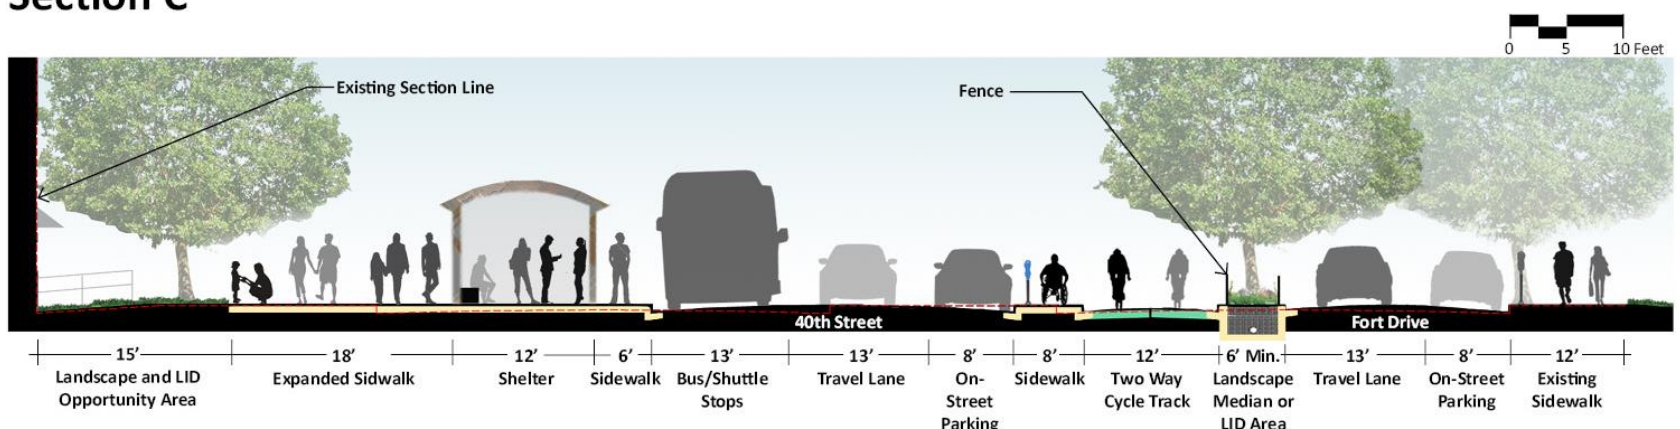 Section C
0 5 10 Feet
Existing Section Line
Fence
40th Street
Fort Drive
15’ 18’ 12’ 6’ 13’ 13’ 8’ 8’ 12’ 6’ Min. 13’ 8’ 12’
Landscape and LID
Opportunity Area
Expanded Sidwalk
Shelter
Sidewalk
Bus/Shuttle
Stops
Travel Lane
On-
Street
Parking
Sidewalk
Two Way
Cycle Track
Landscape
Median or
LID Area
Travel Lane
On-Street
Parking
Existing
Sidewalk